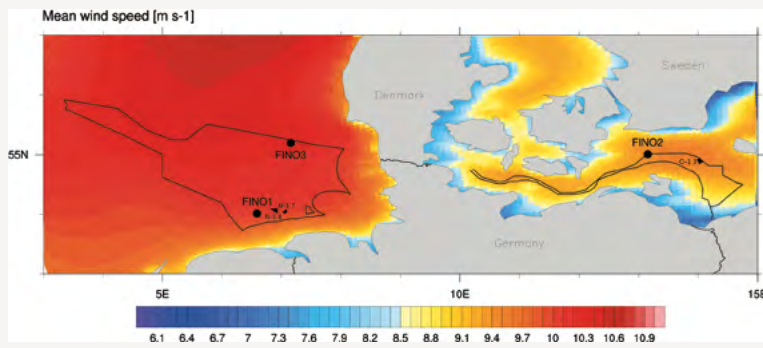 Mean wind speed [m s-1]
Sweden
Denmark
FINO2
55N
FINO3
FINO1
Germany
5E
10E
15E
6.1 6.4 6.7 7 7.3 7.6 7.9 8.2 8.5 8.8 9.1 9.4 9.7 10 10.3 10.6 10.9